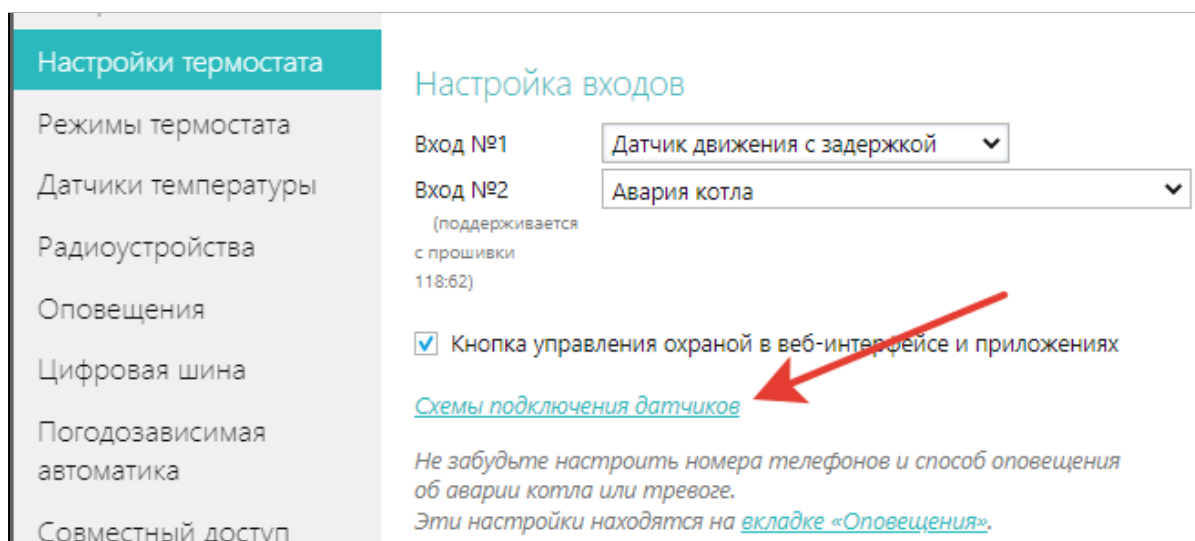 Настройки термостата
Режимы термостата
Датчики температуры
Радиоустройства
Оповещения
Цифровая шина
Погодозависимая
автоматика
Совместный доступ
Настройка входов
Вход №1
Датчик движения с задержкой
Вход №2
Авария котла
(поддерживается
с прошивки
118:62)
Кнопка управления охраной в веб-интерфейсе и приложениях
Схемы подключения датчиков
Не забудьте настроить номера телефонов и способ оповещения
об аварии котла или тревоге.
Эти настройки находятся на вкладке «Оповещения».